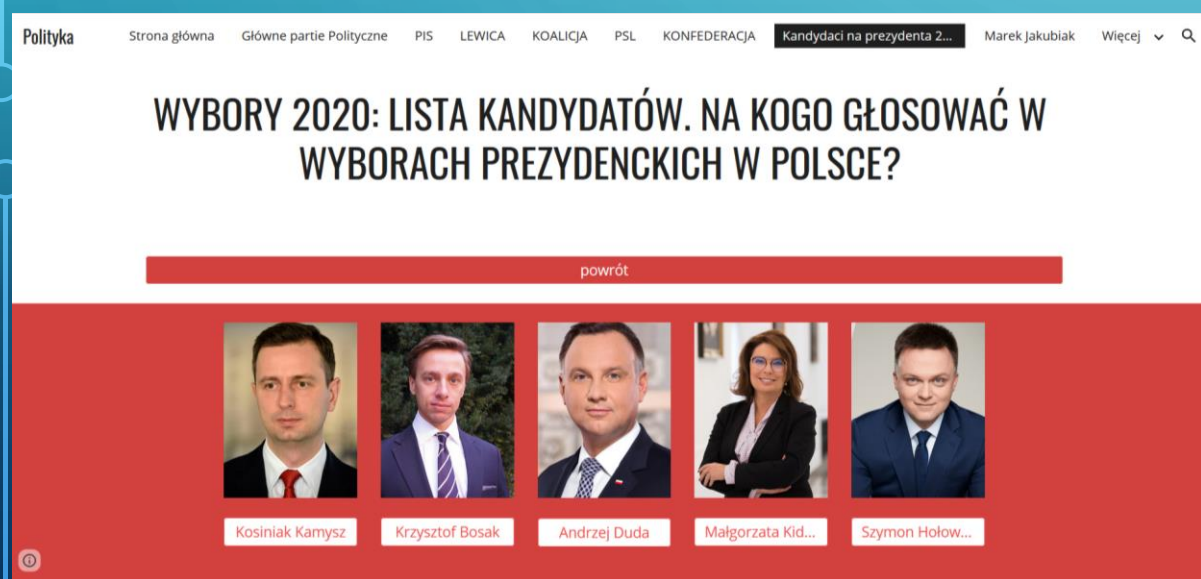 Polityka Strona główna Główne partie Polityczne PIS LEWICA KOALICJA PSL KONFEDERACJA Kandydaci na prezydenta 2... Marek Jakubiak Więcej
WYBORY 2020: LISTA KANDYDATÓW. NA KOGO GŁOSOWAĆ W
WYBORACH PREZYDENCKICH W POLSCE?
powrót
Kosiniak Kamysz Krzysztof Bosak Andrzej Duda Małgorzata Kid... Szymon Hołow...